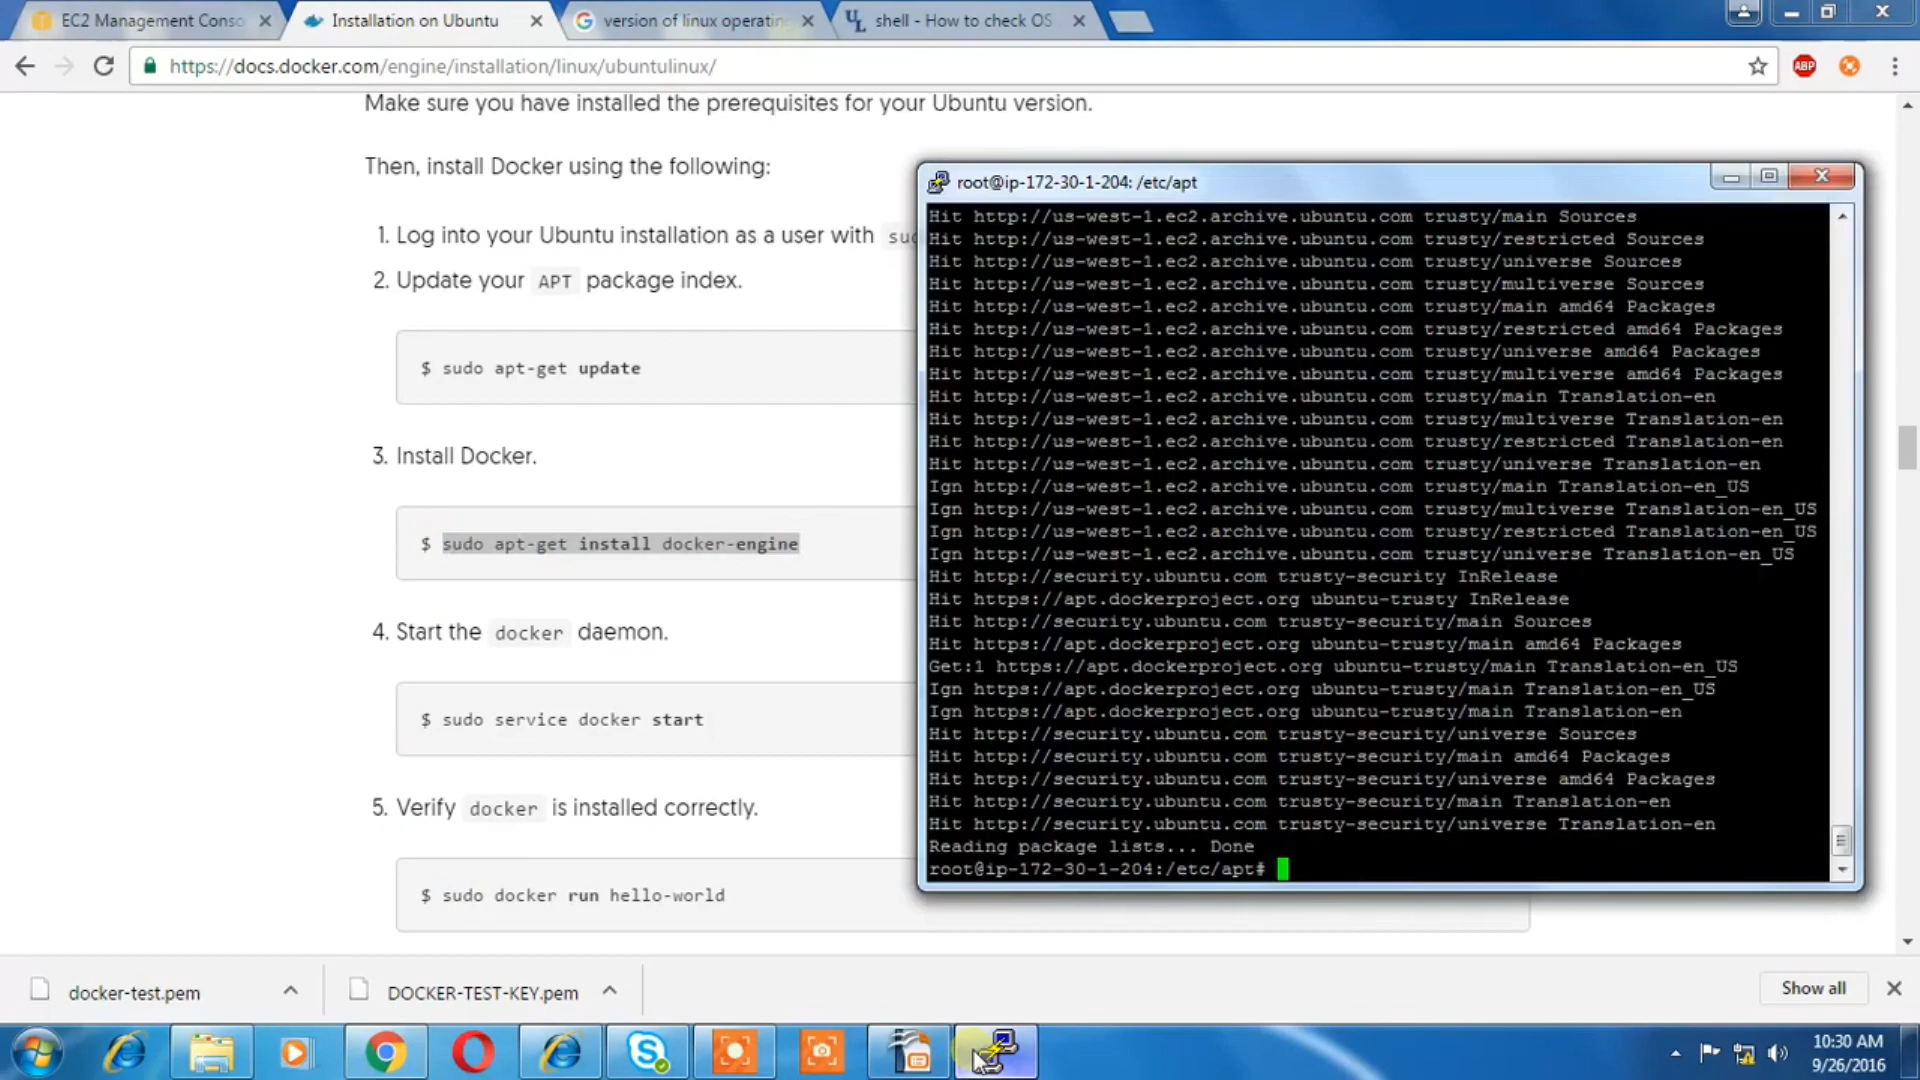 EC2 Management Conso
Installation on Ubuntu
version of linux operatin
shell - How to check OS
https://docs.docker.com/engine/installation/linux/ubuntulinux/
ABP
Make sure you have installed the prerequisites for your Ubuntu version.
Then, install Docker using the following:
1. Log into your Ubuntu installation as a user with sud
2. Update your APT package index.
$ sudo apt-get update
3. Install Docker.
$ sudo apt-get install docker-engine
4. Start the docker daemon.
$ sudo service docker start
5. Verify docker is installed correctly.
$ sudo docker run hello-world
root@ip-172-30-1-204: /etc/apt
Hit http://us-west-1.ec2.archive.ubuntu.com trusty/main Sources
Hit http://us-west-1.ec2.archive.ubuntu.com trusty/restricted Sources
Hit http://us-west-1.ec2.archive.ubuntu.com trusty/universe Sources
Hit http://us-west-1.ec2.archive.ubuntu.com trusty/multiverse Sources
Hit http://us-west-1.ec2.archive.ubuntu.com trusty/main amd64 Packages
Hit http://us-west-1.ec2.archive.ubuntu.com trusty/restricted amd64 Packages
Hit http://us-west-1.ec2.archive.ubuntu.com trusty/universe amd64 Packages
Hit http://us-west-1.ec2.archive.ubuntu.com trusty/multiverse amd64 Packages
Hit http://us-west-1.ec2.archive.ubuntu.com trusty/main Translation-en
Hit http://us-west-1.ec2.archive.ubuntu.com trusty/multiverse Translation-en
Hit http://us-west-1.ec2.archive.ubuntu.com trusty/restricted Translation-en
Hit http://us-west-1.ec2.archive.ubuntu.com trusty/universe Translation-en
Ign http://us-west-1.ec2.archive.ubuntu.com trusty/main Translation-en_US
Ign http://us-west-1.ec2.archive.ubuntu.com trusty/multiverse Translation-en_US
Ign http://us-west-1.ec2.archive.ubuntu.com trusty/restricted Translation-en_US
Ign http://us-west-1.ec2.archive.ubuntu.com trusty/universe Translation-en_US
Hit http://security.ubuntu.com trusty-security InRelease
Hit https://apt.dockerproject.org ubuntu-trusty InRelease
Hit http://security.ubuntu.com trusty-security/main Sources
Hit https://apt.dockerproject.org ubuntu-trusty/main amd64 Packages
Get:1 https://apt.dockerproject.org ubuntu-trusty/main Translation-en_US
Ign https://apt.dockerproject.org ubuntu-trusty/main Translation-en_US
Ign https://apt.dockerproject.org ubuntu-trusty/main Translation-en
Hit http://security.ubuntu.com trusty-security/universe Sources
Hit http://security.ubuntu.com trusty-security/main amd64 Packages
Hit http://security.ubuntu.com trusty-security/universe amd64 Packages
Hit http://security.ubuntu.com trusty-security/main Translation-en
Hit http://security.ubuntu.com trusty-security/universe Translation-en
Reading package lists... Done
root@ip-172-30-1-204:/etc/apt#
docker-test.pem
DOCKER-TEST-KEY.pem
Show all
10:30 AM
9/26/2016